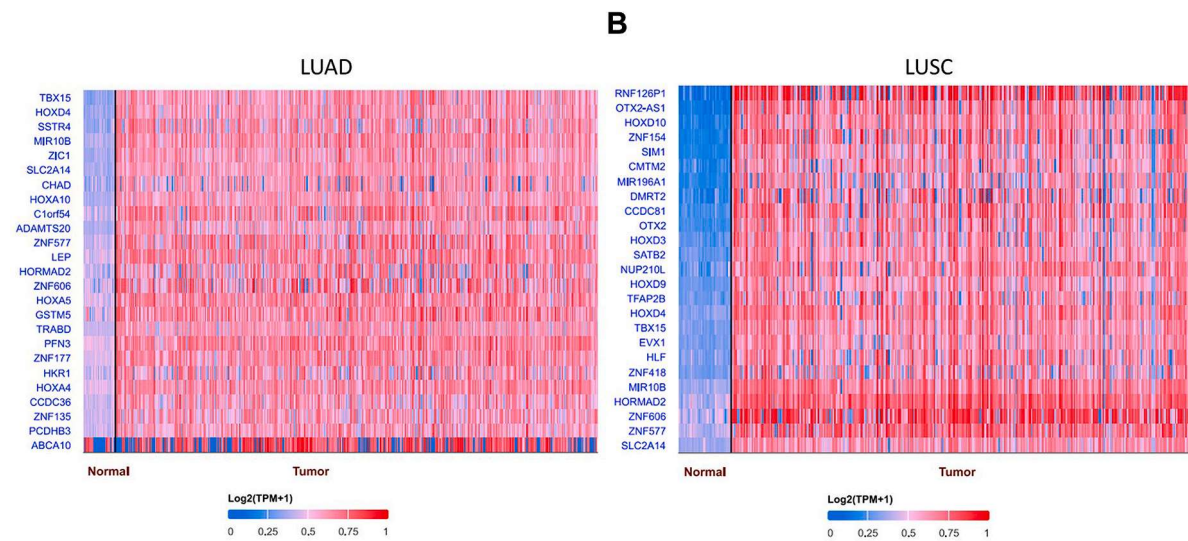 B
LUAD
TBX15
HOXD4
SSTR4
MIR10B
ZIC1
SLC2A14
CHAD
HOXA10
C1orf54
ADAMTS20
ZNF577
LEP
HORMAD2
ZNF606
HOXA5
GSTM5
TRABD
PFN3
ZNF177
HKR1
HOXA4
CCDC36
ZNF135
PCDHB3
ABCA10
Normal Tumor
Log2(TPM+1)
0 0,25 0,5 0,75 1
LUSC
RNF126P1
OTX2-AS1
HOXD10
ZNF154
SIM1
CMTM2
MIR196A1
DMRT2
CCDC81
OTX2
HOXD3
SATB2
NUP210L
HOXD9
TFAP2B
HOXD4
TBX15
EVX1
HLF
ZNF418
MIR10B
HORMAD2
ZNF606
ZNF577
SLC2A14
Normal Tumor
Log2(TPM+1)
0 0,25 0,5 0,75 1